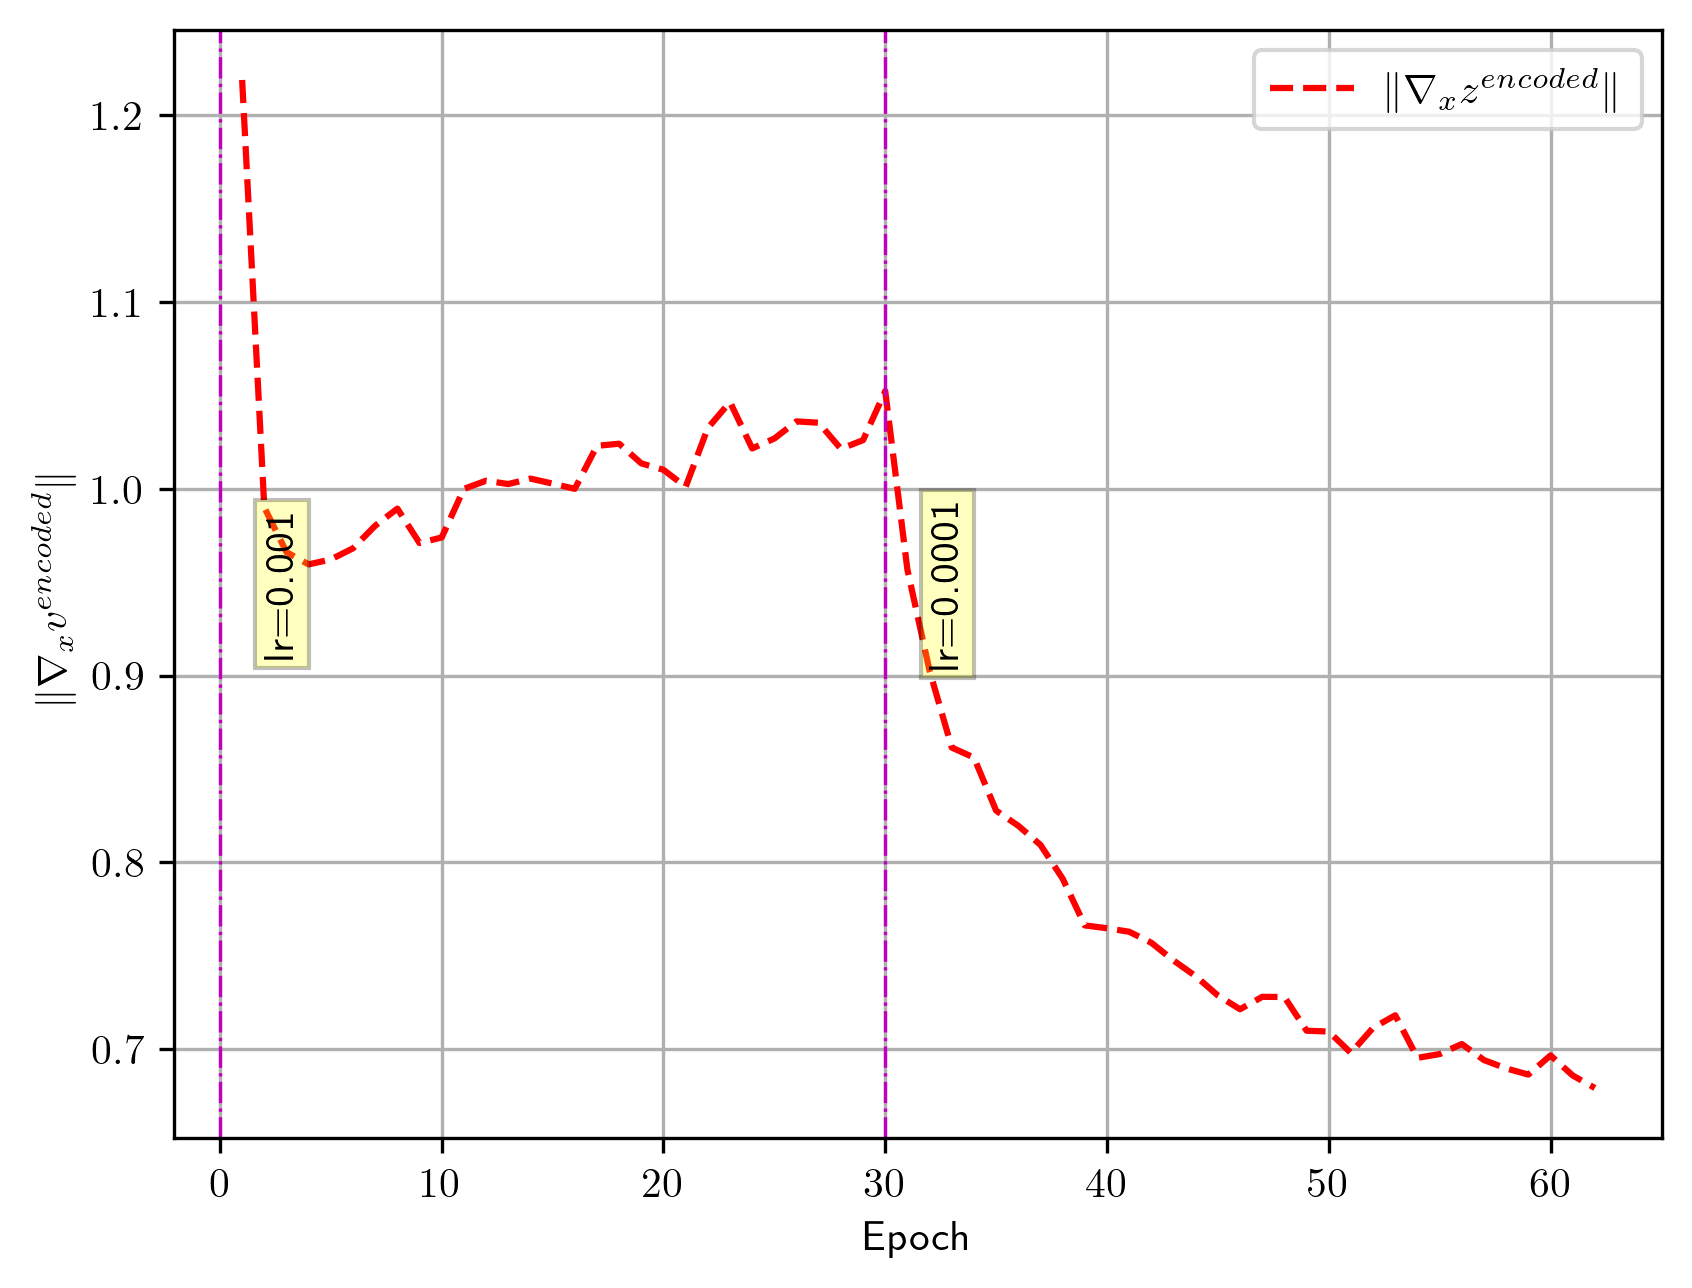 ‖∇ₓz^{encoded}‖
‖∇ₓv^{encoded}‖
1.2
1.1
1.0
0.9
0.8
0.7
lr=0.001
lr=0.0001
0 10 20 30 40 50 60
Epoch